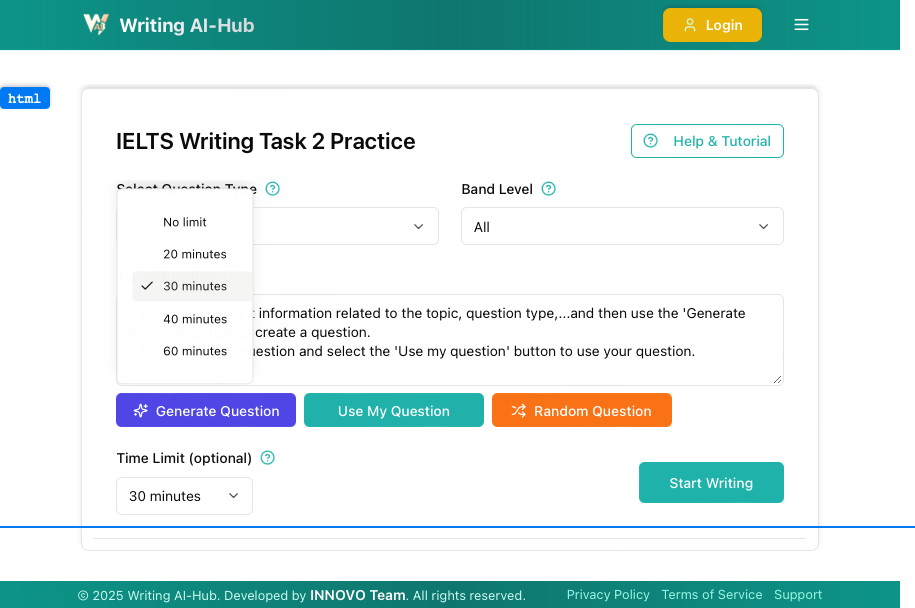 Writing AI-Hub
Login
html
IELTS Writing Task 2 Practice
Help & Tutorial
Select Question Type
Band Level
No limit
20 minutes
30 minutes
40 minutes
60 minutes
All
information related to the topic, question type,...and then use the 'Generate
create a question.
question and select the 'Use my question' button to use your question.
Generate Question
Use My Question
Random Question
Time Limit (optional)
30 minutes
Start Writing
© 2025 Writing AI-Hub. Developed by INNOVO Team. All rights reserved.
Privacy Policy
Terms of Service
Support